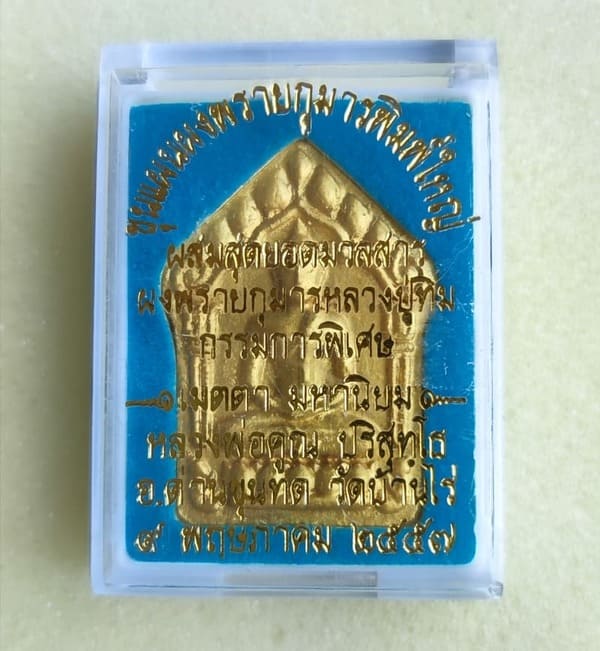 ขุนแผนผงพรายกุมารพิมพ์ใหญ่
ผสมสุดยอดมวลสาร
ผงพรายกุมารหลวงปู่ทิม
กรรมการพิเศษ
เมตตา มหานิยม
หลวงพ่อคูณ ปริสุทฺโธ
อ.ด่านขุนทด วัดบ้านไร่
๙ พฤษภาคม ๒๕๕๗